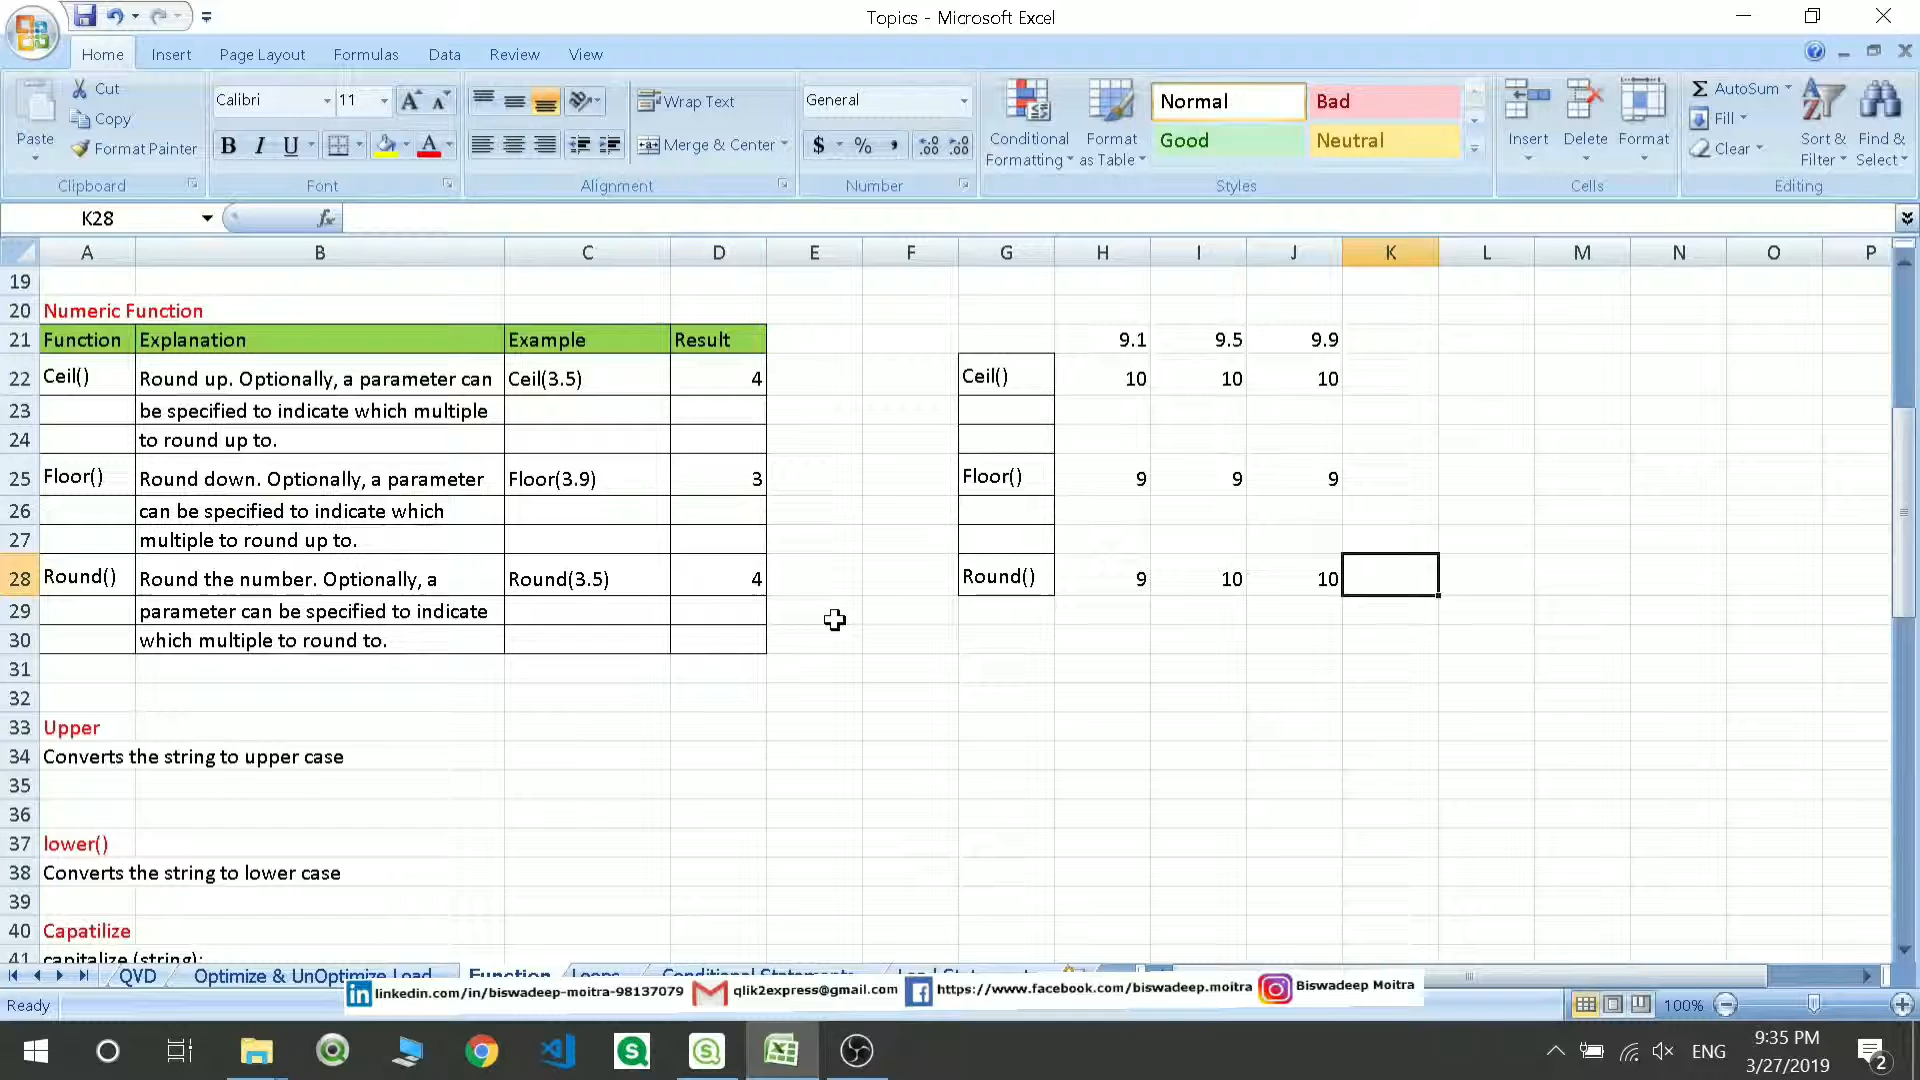 Topics - Microsoft Excel
Home Insert Page Layout Formulas Data Review View
Paste
Cut
Copy
Format Painter
Clipboard
Calibri 11
B I U
Font
Wrap Text
Merge & Center
Alignment
General
$ % ,
Number
Conditional Formatting
Format as Table
Normal Bad
Good Neutral
Styles
Insert Delete Format
Cells
AutoSum
Fill
Clear
Sort & Filter
Find & Select
Editing
K28 fx
A B C D E F G H I J K L M N O P
19
20 Numeric Function
21 Function Explanation Example Result 9.1 9.5 9.9
22 Ceil() Round up. Optionally, a parameter can Ceil(3.5) 4 Ceil() 10 10 10
23 be specified to indicate which multiple
24 to round up to.
25 Floor() Round down. Optionally, a parameter Floor(3.9) 3 Floor() 9 9 9
26 can be specified to indicate which
27 multiple to round up to.
28 Round() Round the number. Optionally, a Round(3.5) 4 Round() 9 10 10
29 parameter can be specified to indicate
30 which multiple to round to.
31
32
33 Upper
34 Converts the string to upper case
35
36
37 lower()
38 Converts the string to lower case
39
40 Capatilize
41 capitalize (string);
QVD Optimize & UnOptimize Load Function Loops Conditional Statements
linkedin.com/in/biswadeep-moitra-98137079 qlik2express@gmail.com https://www.facebook.com/biswadeep.moitra Biswadeep Moitra
Ready 100%
ENG
9:35 PM
3/27/2019
2